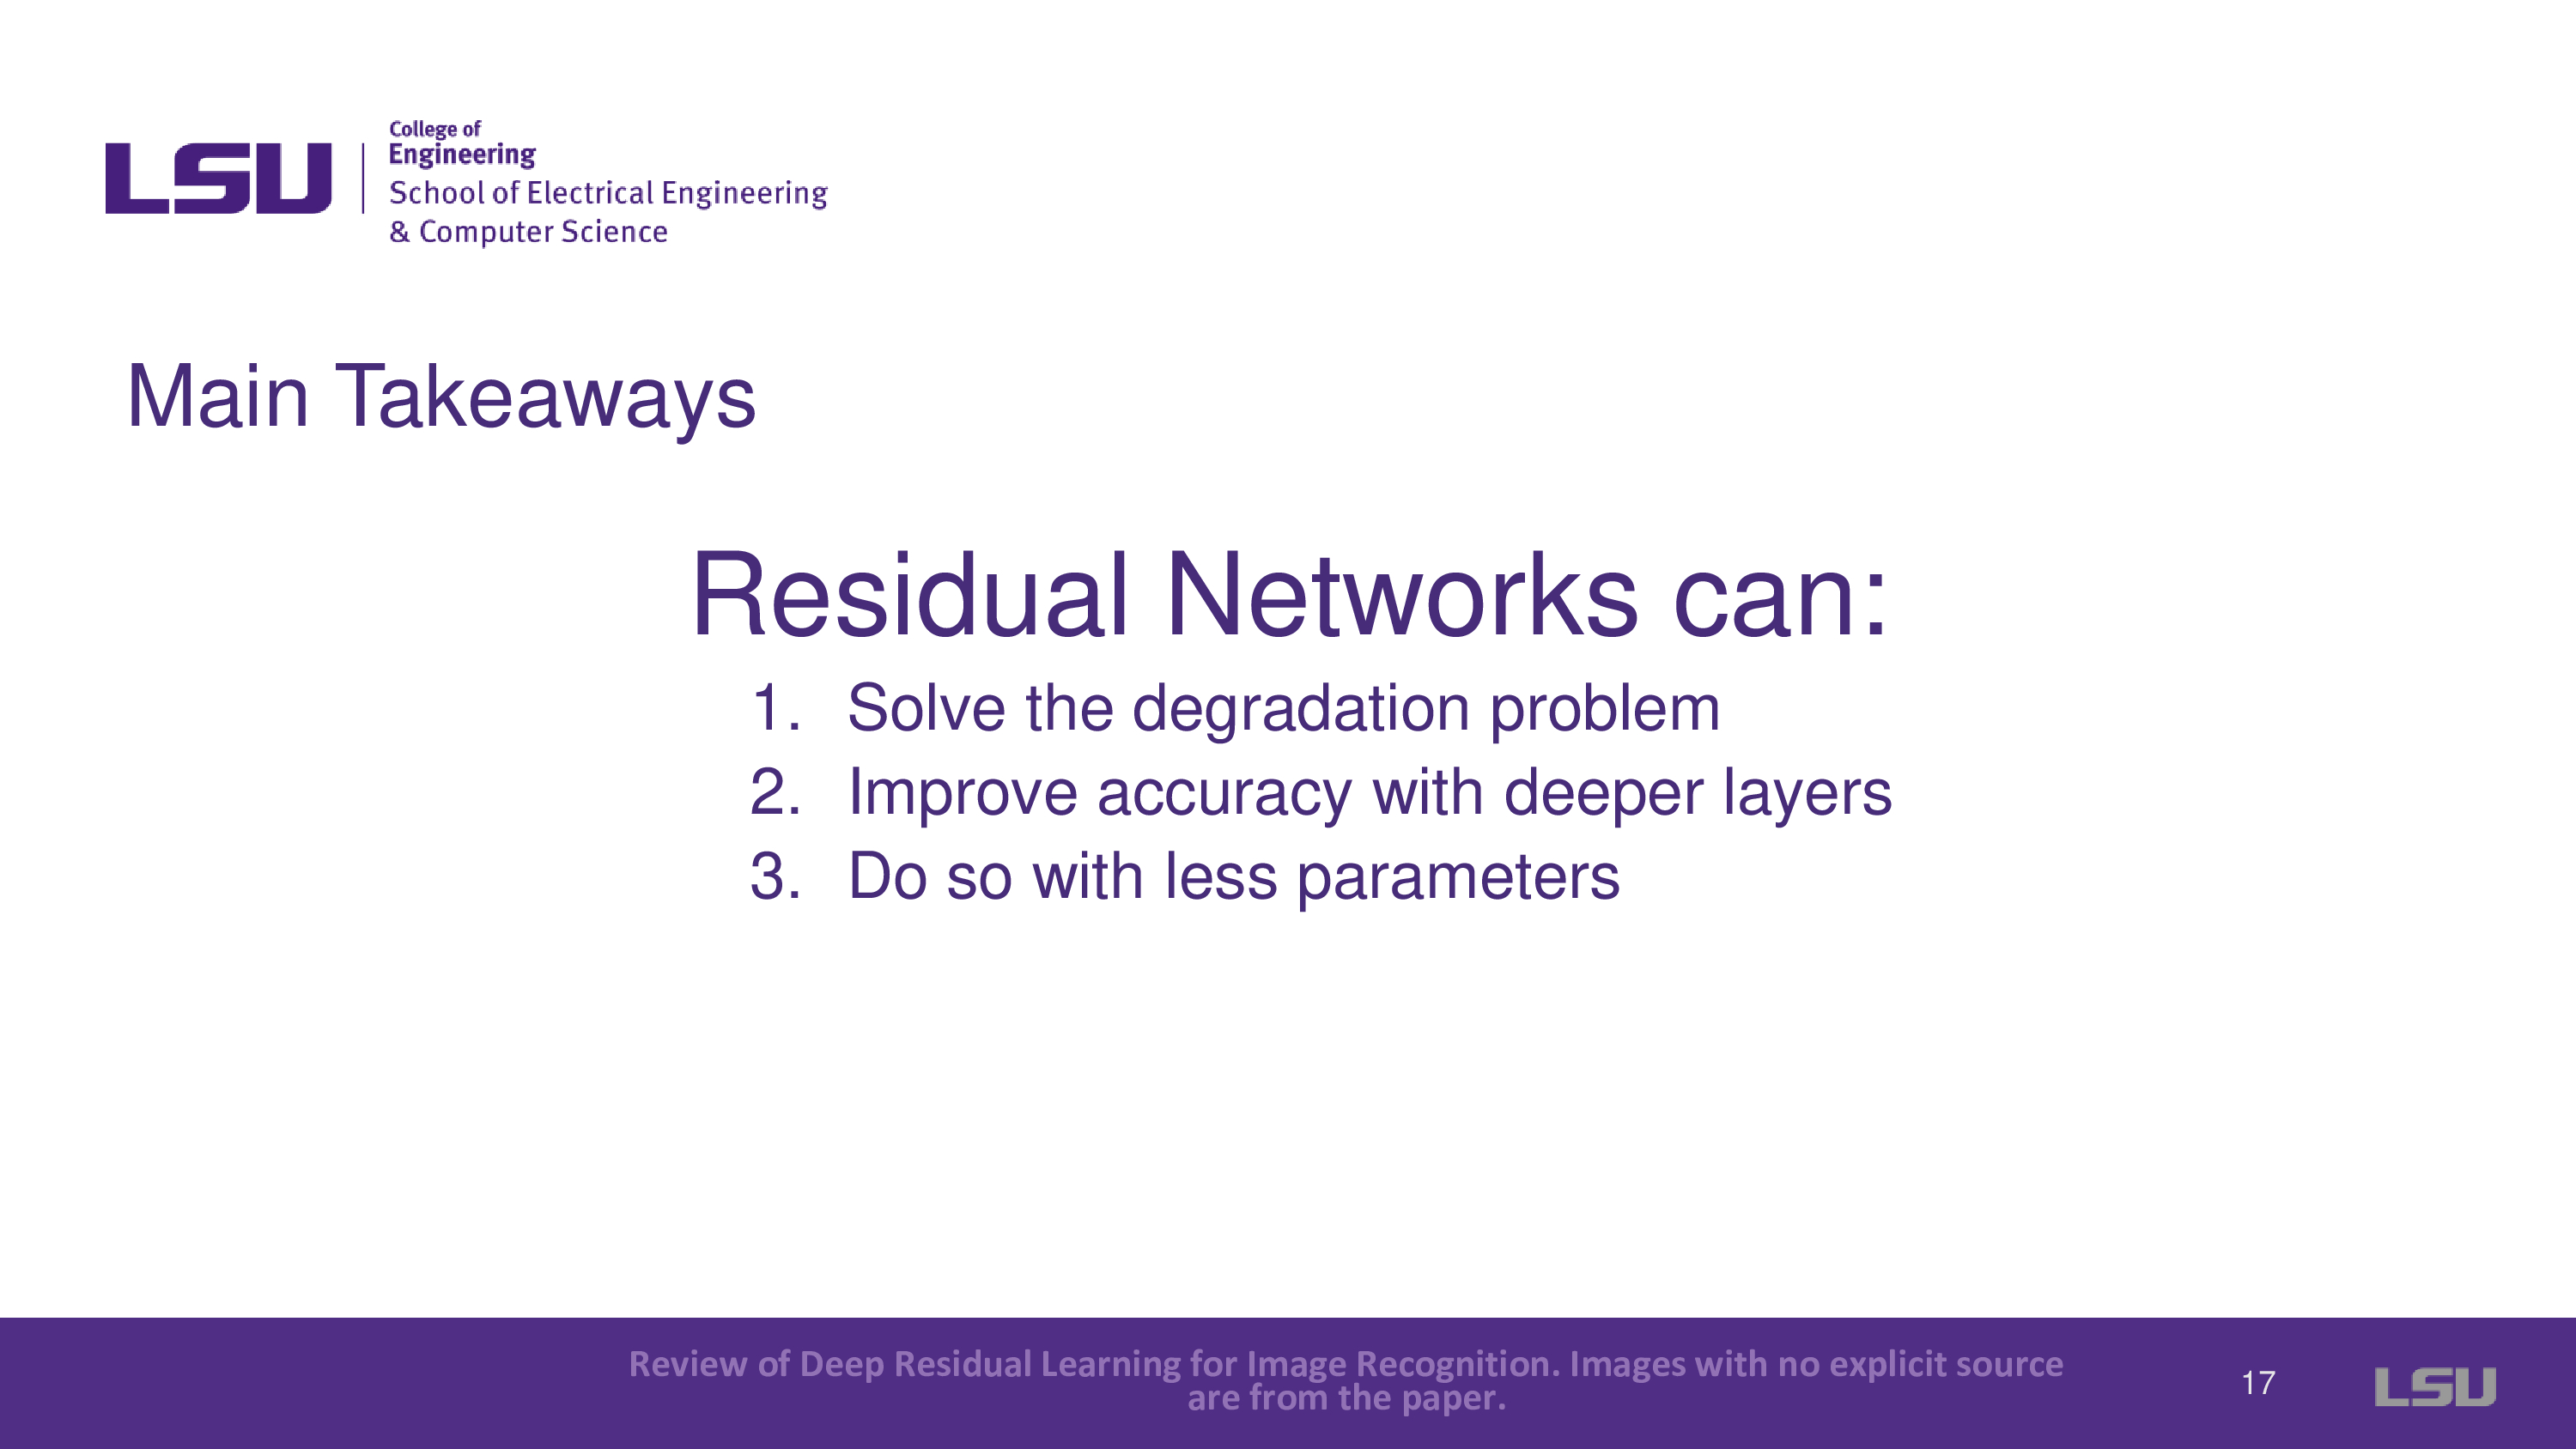 LSU
College of
Engineering
School of Electrical Engineering
& Computer Science
Main Takeaways
Residual Networks can:
1. Solve the degradation problem
2. Improve accuracy with deeper layers
3. Do so with less parameters
Review of Deep Residual Learning for Image Recognition. Images with no explicit source
are from the paper.
17
LSU